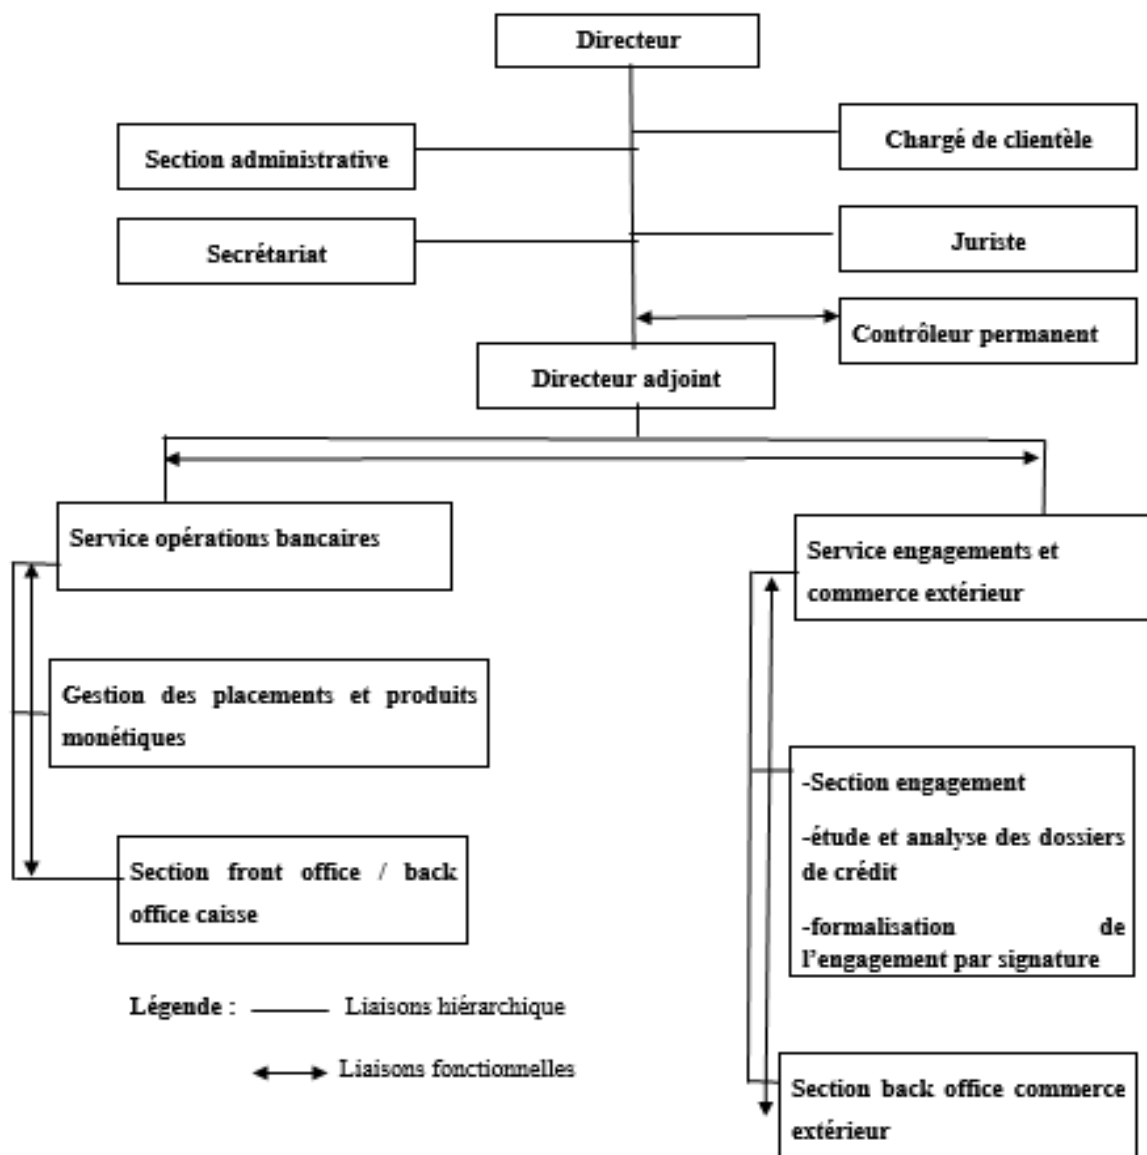 Directeur
Section administrative
Chargé de clientèle
Secrétariat
Juriste
Contrôleur permanent
Directeur adjoint
Service opérations bancaires
Service engagements et
commerce extérieur
Gestion des placements et produits
monétiques
-Section engagement
-étude et analyse des dossiers
de crédit
-formalisation de
l’engagement par signature
Section front office / back
office caisse
Légende : Liaisons hiérarchique
Liaisons fonctionnelles
Section back office commerce
extérieur